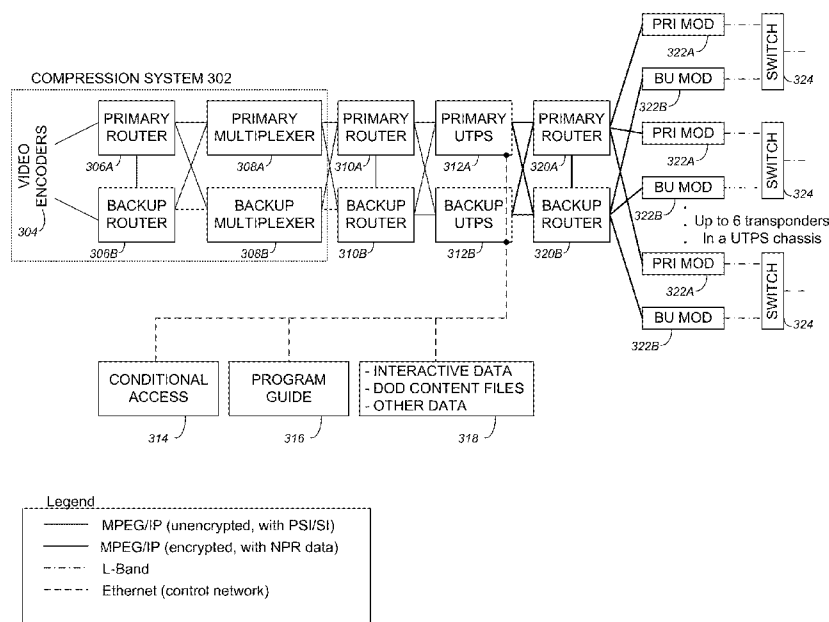 COMPRESSION SYSTEM 302
VIDEO
ENCODERS
304
PRIMARY
ROUTER
306A
BACKUP
ROUTER
306B
PRIMARY
MULTIPLEXER
308A
BACKUP
MULTIPLEXER
308B
PRIMARY
ROUTER
310A
BACKUP
ROUTER
310B
PRIMARY
UTPS
312A
BACKUP
UTPS
312B
PRIMARY
ROUTER
320A
BACKUP
ROUTER
320B
PRI MOD
322A
BU MOD
322B
SWITCH
324
PRI MOD
322A
BU MOD
322B
SWITCH
324
Up to 6 transponders
In a UTPS chassis
PRI MOD
322A
BU MOD
322B
SWITCH
324
CONDITIONAL
ACCESS
314
PROGRAM
GUIDE
316
- INTERACTIVE DATA
- DOD CONTENT FILES
- OTHER DATA
318
Legend
MPEG/IP (unencrypted, with PSI/SI)
MPEG/IP (encrypted, with NPR data)
L-Band
Ethernet (control network)